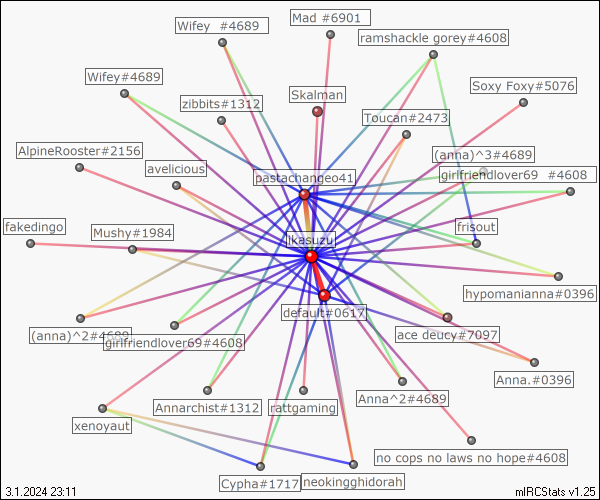 Mad #6901
Wifey  #4689
ramshackle gorey#4608
Wifey#4689
Soxy Foxy#5076
Skalman
zibbits#1312
Toucan#2473
AlpineRooster#2156
(anna)^3#4689
avelicious
girlfriendlover69  #4608
pastachangeo41
fakedingo
Mushy#1984
frisout
Ikasuzu
hypomanianna#0396
default#0617
(anna)^2#4689
girlfriendlover69#4608
ace deucy#7097
Anna.#0396
Annarchist#1312
rattgaming
Anna^2#4689
xenoyaut
no cops no laws no hope#4608
Cypha#1717
neokingghidorah
3.1.2024 23:11
mIRCStats v1.25